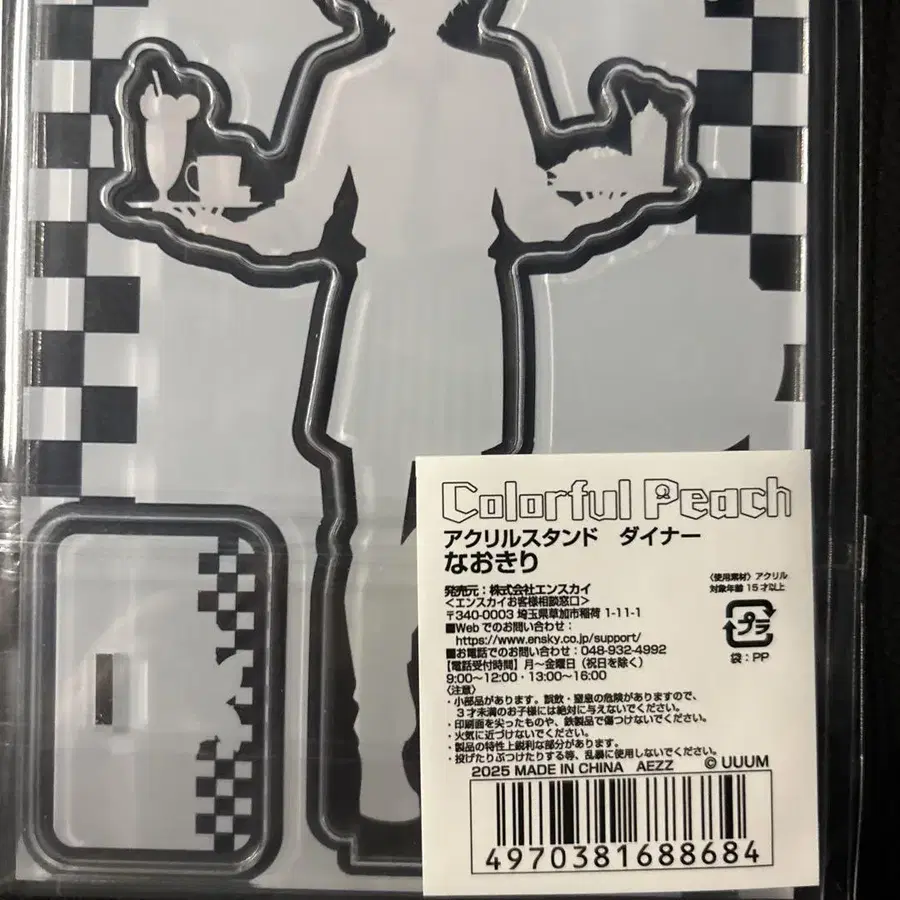 Colorful Peach
アクリルスタンド ダイナー
なおきり
〈使用素材〉アクリル
対象年齢 15才以上
発売元：株式会社エンスカイ
＜エンスカイお客様相談窓口＞
〒340-0003 埼玉県草加市稲荷 1-11-1
■Webでのお問い合わせ：
https://www.ensky.co.jp/support/
■お電話でのお問い合わせ：048-932-4992
【電話受付時間】月～金曜日（祝日を除く）
9:00～12:00・13:00～16:00
プラ
袋：PP
〈注意〉
・小部品があります。誤飲・窒息の危険がありますので、
３才未満のお子様には絶対に与えないでください。
・印刷面を尖ったものや、鉄製品で傷つけないでください。
・火気に近づけないでください。
・製品の特性上鋭利な部分があります。
・投げたりぶつけたりする等、乱暴に使用しないでください。
2025 MADE IN CHINA AEZZ © UUUM
4970381688684